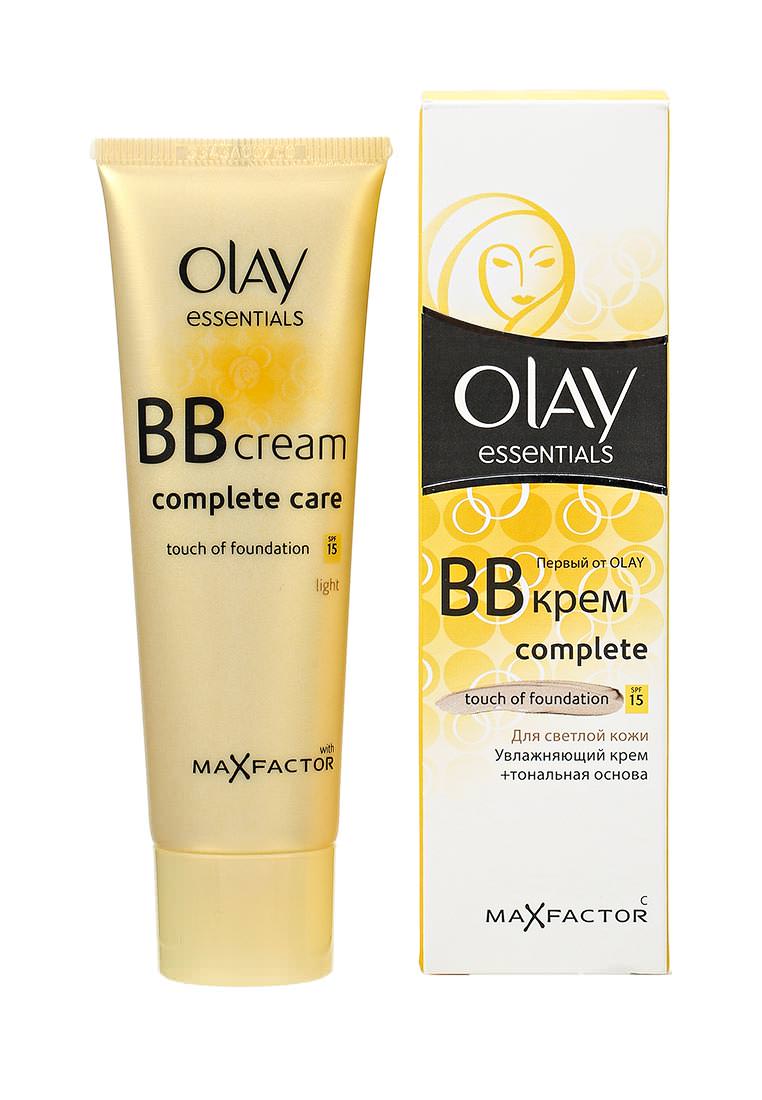 OLAY
ESSENTIALS
BB cream
complete care
touch of foundation SPF 15
light
with
MAXFACTOR
OLAY
ESSENTIALS
Первый от OLAY
BB крем
complete
touch of foundation SPF 15
Для светлой кожи
Увлажняющий крем
+тональная основа
С
MAXFACTOR